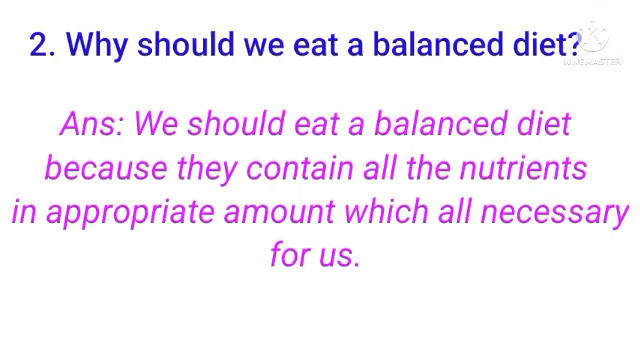 2. Why should we eat a balanced diet?
KINEMASTER
Ans: We should eat a balanced diet
because they contain all the nutrients
in appropriate amount which all necessary
for us.